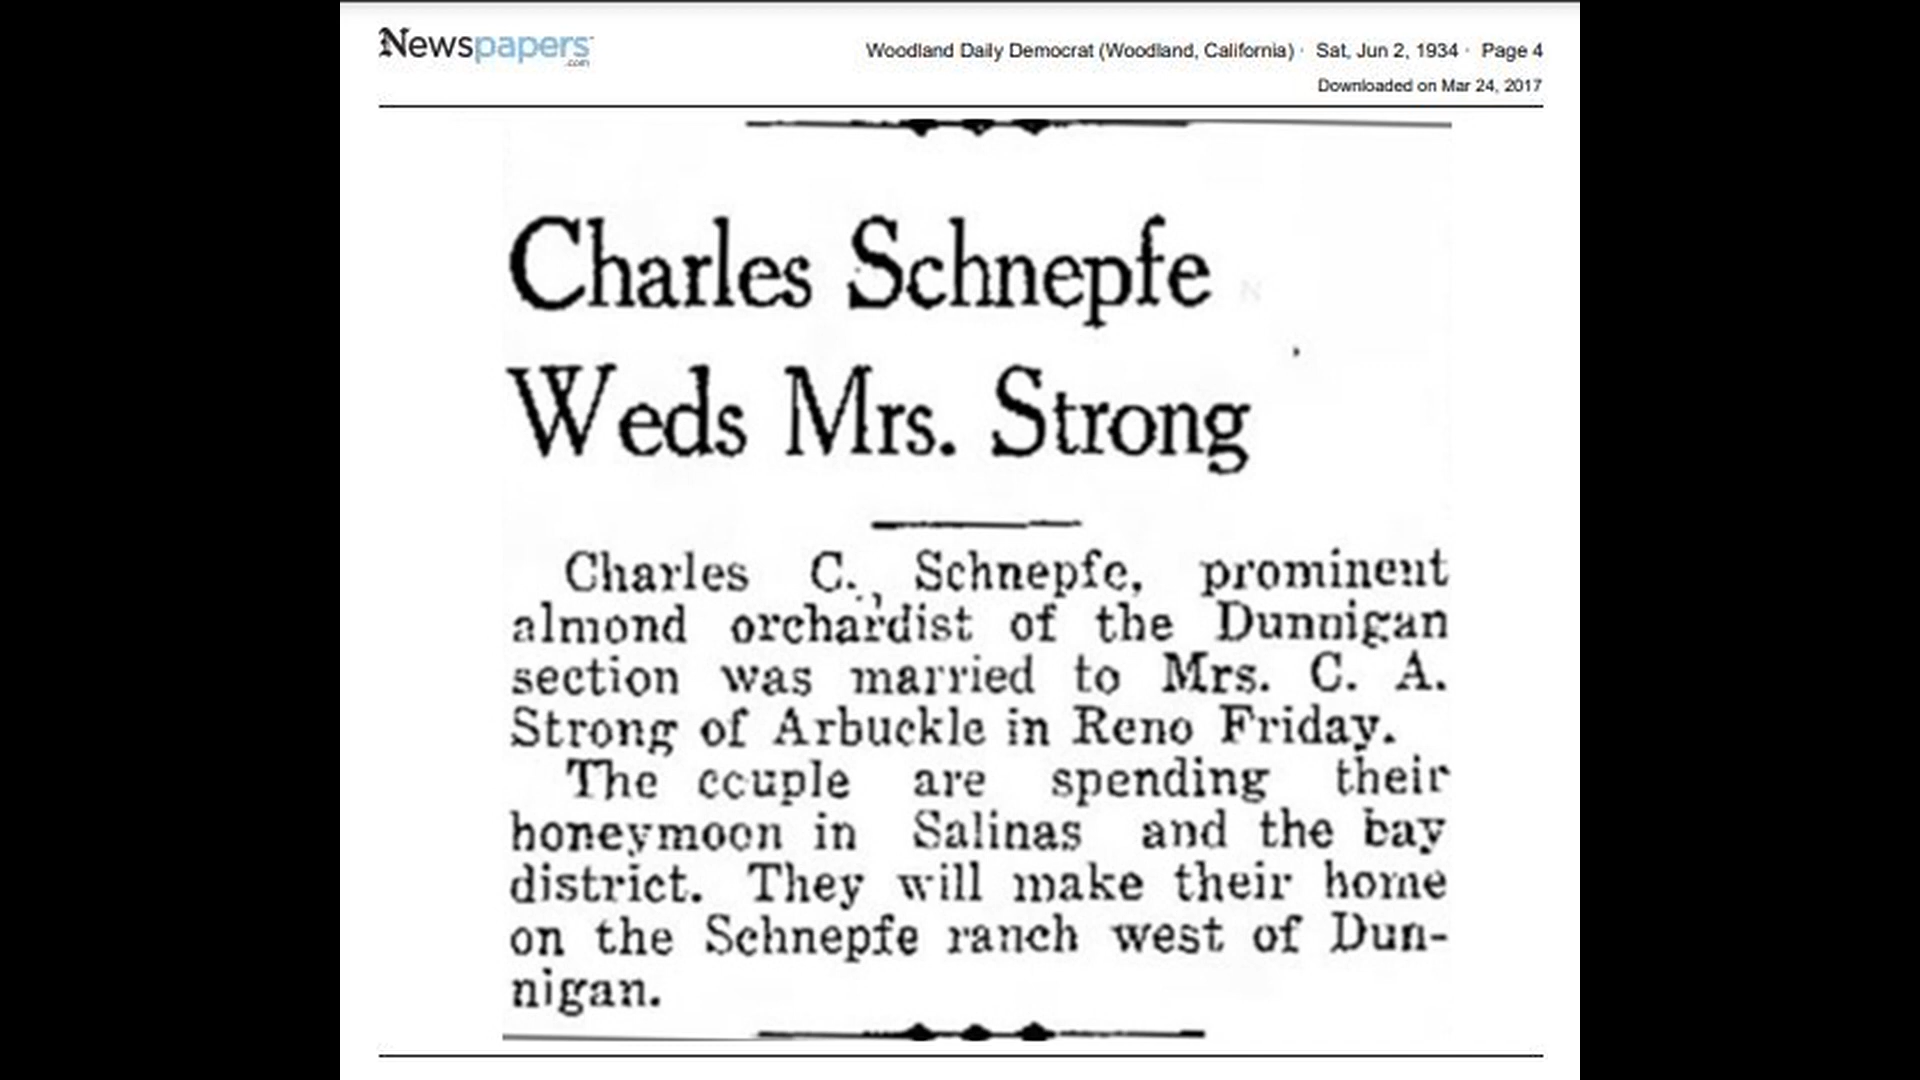 Newspapers.com
Woodland Daily Democrat (Woodland, California) · Sat, Jun 2, 1934 · Page 4
Downloaded on Mar 24, 2017
Charles Schnepfe
Weds Mrs. Strong
Charles C. Schnepfe, prominent
almond orchardist of the Dunnigan
section was married to Mrs. C. A.
Strong of Arbuckle in Reno Friday.
The couple are spending their
honeymoon in Salinas and the bay
district. They will make their home
on the Schnepfe ranch west of Dun-
nigan.